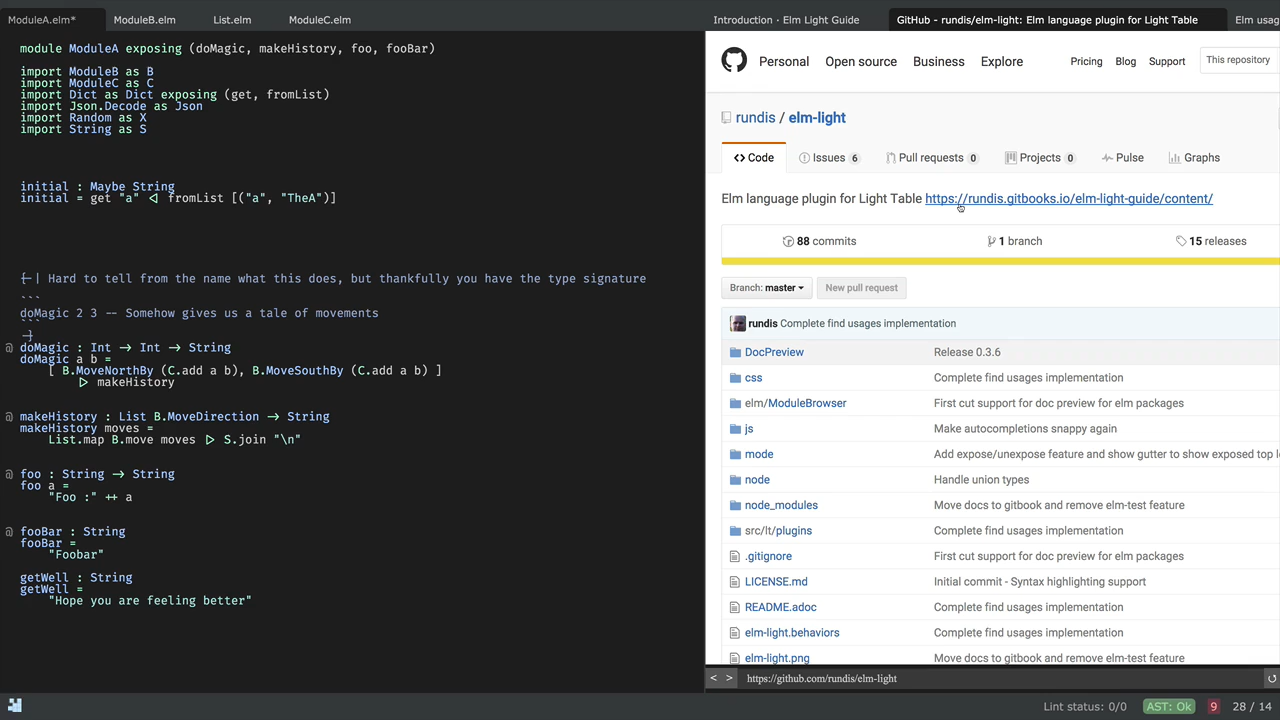 ModuleA.elm* ModuleB.elm List.elm ModuleC.elm
module ModuleA exposing (doMagic, makeHistory, foo, fooBar)
import ModuleB as B
import ModuleC as C
import Dict as Dict exposing (get, fromList)
import Json.Decode as Json
import Random as X
import String as S
initial : Maybe String
initial = get "a" <| fromList [("a", "TheA")]
{-| Hard to tell from the name what this does, but thankfully you have the type signature
```
doMagic 2 3 -- Somehow gives us a tale of movements
```
-}
@ doMagic : Int → Int → String
doMagic a b =
[ B.MoveNorthBy (C.add a b), B.MoveSouthBy (C.add a b) ]
|> makeHistory
@ makeHistory : List B.MoveDirection → String
makeHistory moves =
List.map B.move moves |> S.join "\n"
@ foo : String → String
foo a =
"Foo :" ++ a
@ fooBar : String
fooBar =
"Foobar"
getWell : String
getWell =
"Hope you are feeling better"
Introduction · Elm Light Guide GitHub - rundis/elm-light: Elm language plugin for Light Table Elm usag
Personal Open source Business Explore Pricing Blog Support This repository
rundis / elm-light
<> Code Issues 6 Pull requests 0 Projects 0 Pulse Graphs
Elm language plugin for Light Table https://rundis.gitbooks.io/elm-light-guide/content/
88 commits 1 branch 15 releases
Branch: master New pull request
rundis Complete find usages implementation
DocPreview Release 0.3.6
css Complete find usages implementation
elm/ModuleBrowser First cut support for doc preview for elm packages
js Make autocompletions snappy again
mode Add expose/unexpose feature and show gutter to show exposed top l
node Handle union types
node_modules Move docs to gitbook and remove elm-test feature
src/lt/plugins Complete find usages implementation
.gitignore First cut support for doc preview for elm packages
LICENSE.md Initial commit - Syntax highlighting support
README.adoc Complete find usages implementation
elm-light.behaviors Complete find usages implementation
elm-light.png Move docs to gitbook and remove elm-test feature
< > https://github.com/rundis/elm-light
Lint status: 0/0 AST: Ok 9 28 / 14